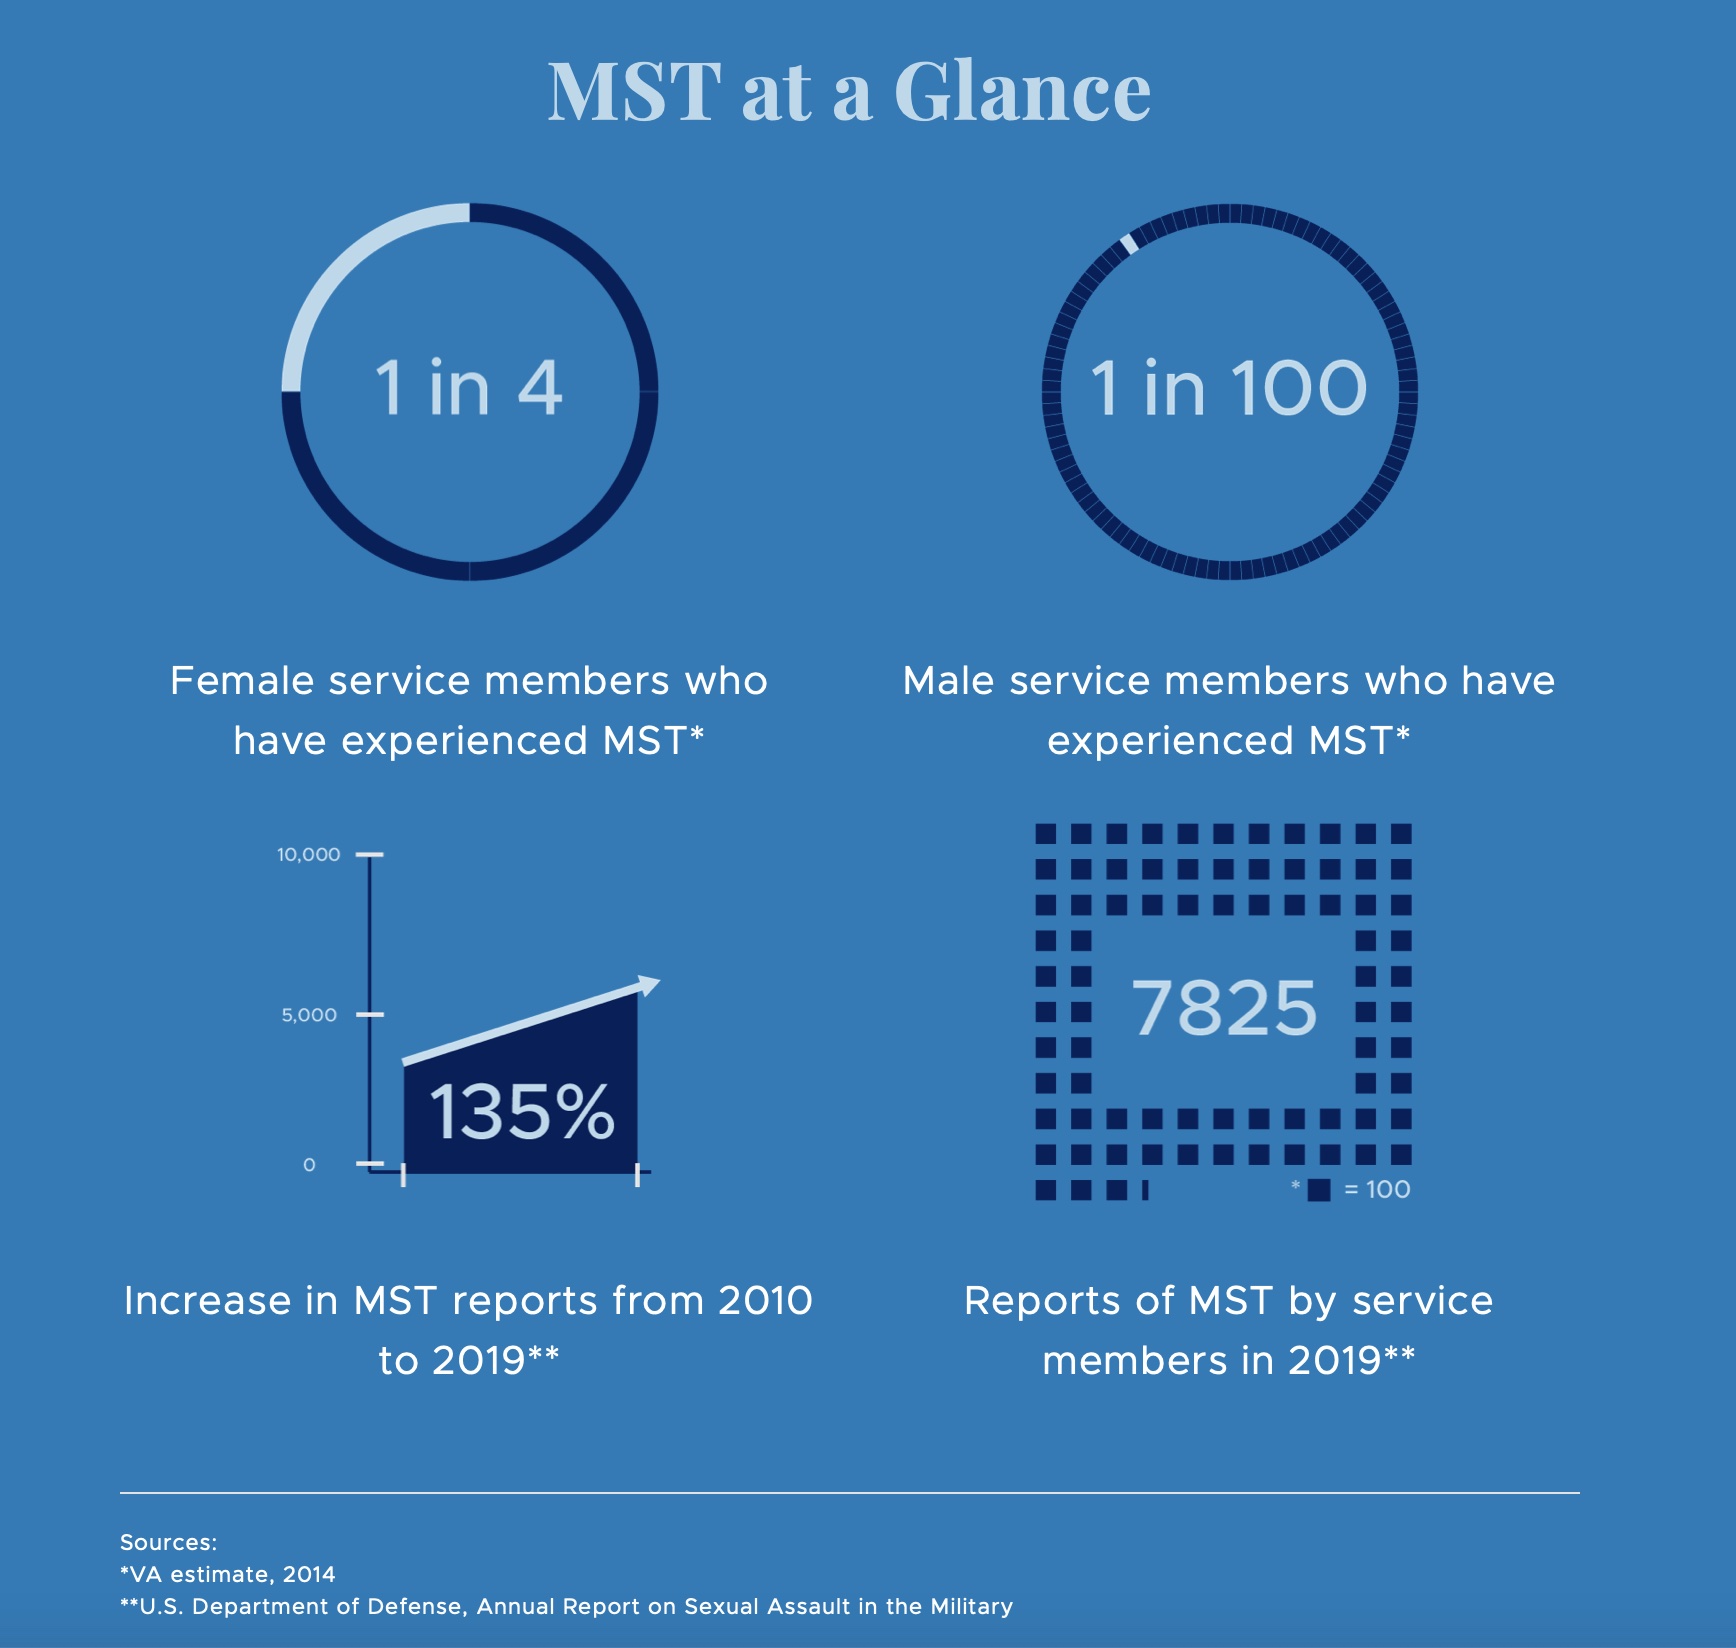 MST at a Glance
1 in 4
1 in 100
Female service members who
have experienced MST*
Male service members who have
experienced MST*
10,000
5,000
0
135%
7825
* = 100
Increase in MST reports from 2010
to 2019**
Reports of MST by service
members in 2019**
Sources:
*VA estimate, 2014
**U.S. Department of Defense, Annual Report on Sexual Assault in the Military